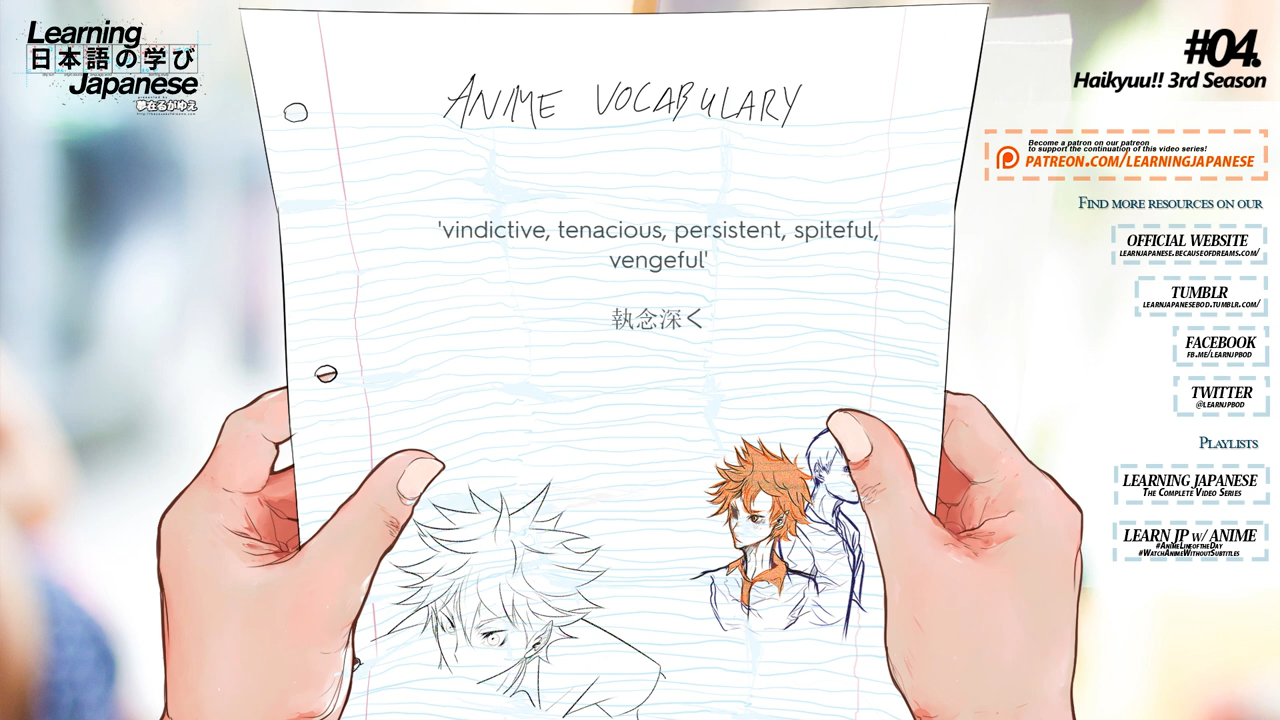 Learning
日本語の学び
Japanese
夢在るがゆえ
#04.
Haikyuu!! 3rd Season
ANIME VOCABULARY
'vindictive, tenacious, persistent, spiteful,
vengeful'
執念深く
Become a patron on our patreon
to support the continuation of this video series!
PATREON.COM/LEARNINGJAPANESE
FIND MORE RESOURCES ON OUR
OFFICIAL WEBSITE
LEARNJAPANESE.BECAUSEOFDREAMS.COM/
TUMBLR
LEARNJAPANESEBOD.TUMBLR.COM/
FACEBOOK
FB.ME/LEARNJPBOD
TWITTER
@LEARNJPBOD
PLAYLISTS
LEARNING JAPANESE
THE COMPLETE VIDEO SERIES
LEARN JP W/ ANIME
#ANIMELINEOFTHEDAY
#WATCHANIMEWITHOUTSUBTITLES